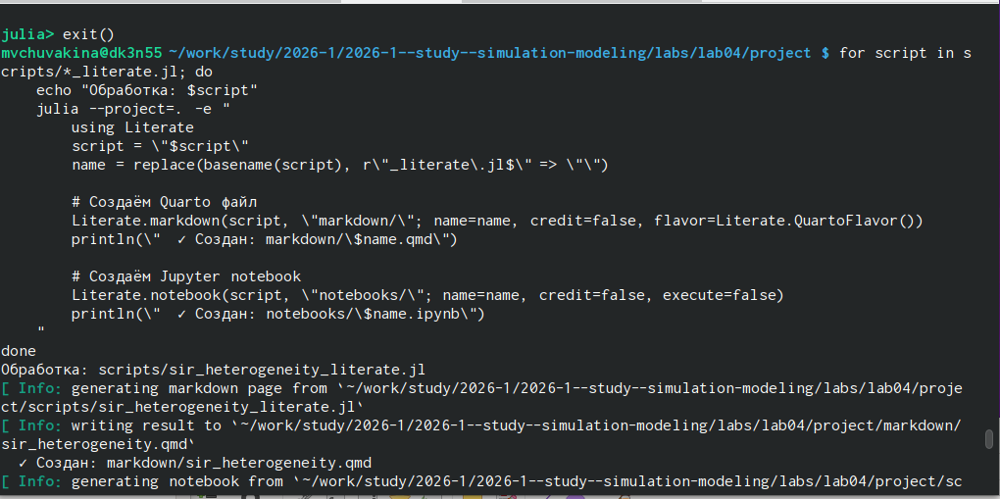 julia> exit()
mvchuvakina@dk3n55 ~/work/study/2026-1/2026-1--study--simulation-modeling/labs/lab04/project $ for script in s
cripts/*_literate.jl; do
    echo "Обработка: $script"
    julia --project=. -e "
        using Literate
        script = \"$script\"
        name = replace(basename(script), r\"_literate\.jl$\" => \"\")

        # Создаём Quarto файл
        Literate.markdown(script, \"markdown/\"; name=name, credit=false, flavor=Literate.QuartoFlavor())
        println(\"  ✓ Создан: markdown/\$name.qmd\")

        # Создаём Jupyter notebook
        Literate.notebook(script, \"notebooks/\"; name=name, credit=false, execute=false)
        println(\"  ✓ Создан: notebooks/\$name.ipynb\")
    "
done
Обработка: scripts/sir_heterogeneity_literate.jl
[ Info: generating markdown page from `~/work/study/2026-1/2026-1--study--simulation-modeling/labs/lab04/proje
ct/scripts/sir_heterogeneity_literate.jl`
[ Info: writing result to `~/work/study/2026-1/2026-1--study--simulation-modeling/labs/lab04/project/markdown/
sir_heterogeneity.qmd`
  ✓ Создан: markdown/sir_heterogeneity.qmd
[ Info: generating notebook from `~/work/study/2026-1/2026-1--study--simulation-modeling/labs/lab04/project/sc